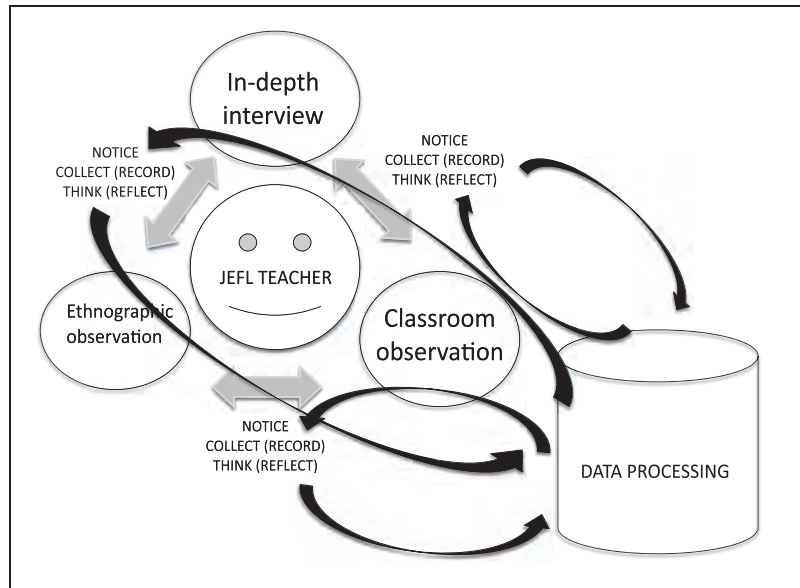 In-depth
interview
NOTICE
COLLECT (RECORD)
THINK (REFLECT)
NOTICE
COLLECT (RECORD)
THINK (REFLECT)
JEFL TEACHER
Ethnographic
observation
Classroom
observation
NOTICE
COLLECT (RECORD)
THINK (REFLECT)
DATA PROCESSING